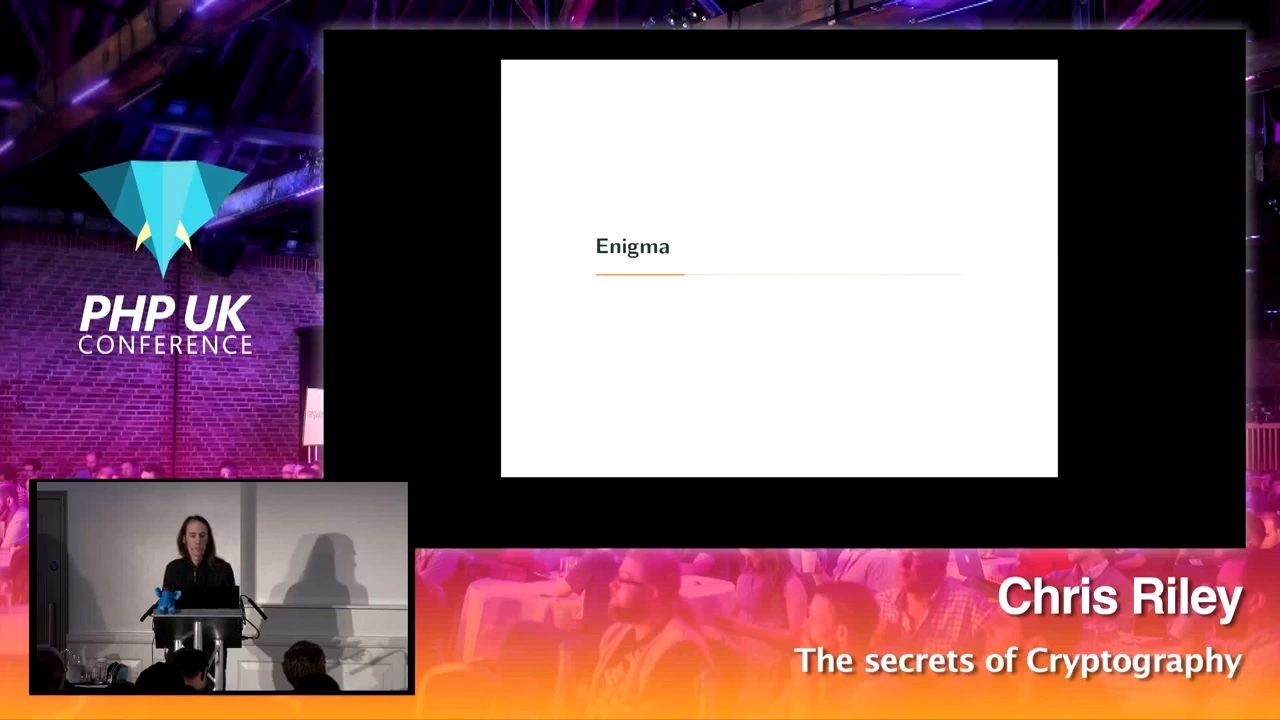 Enigma
PHP UK
CONFERENCE
Chris Riley
The secrets of Cryptography